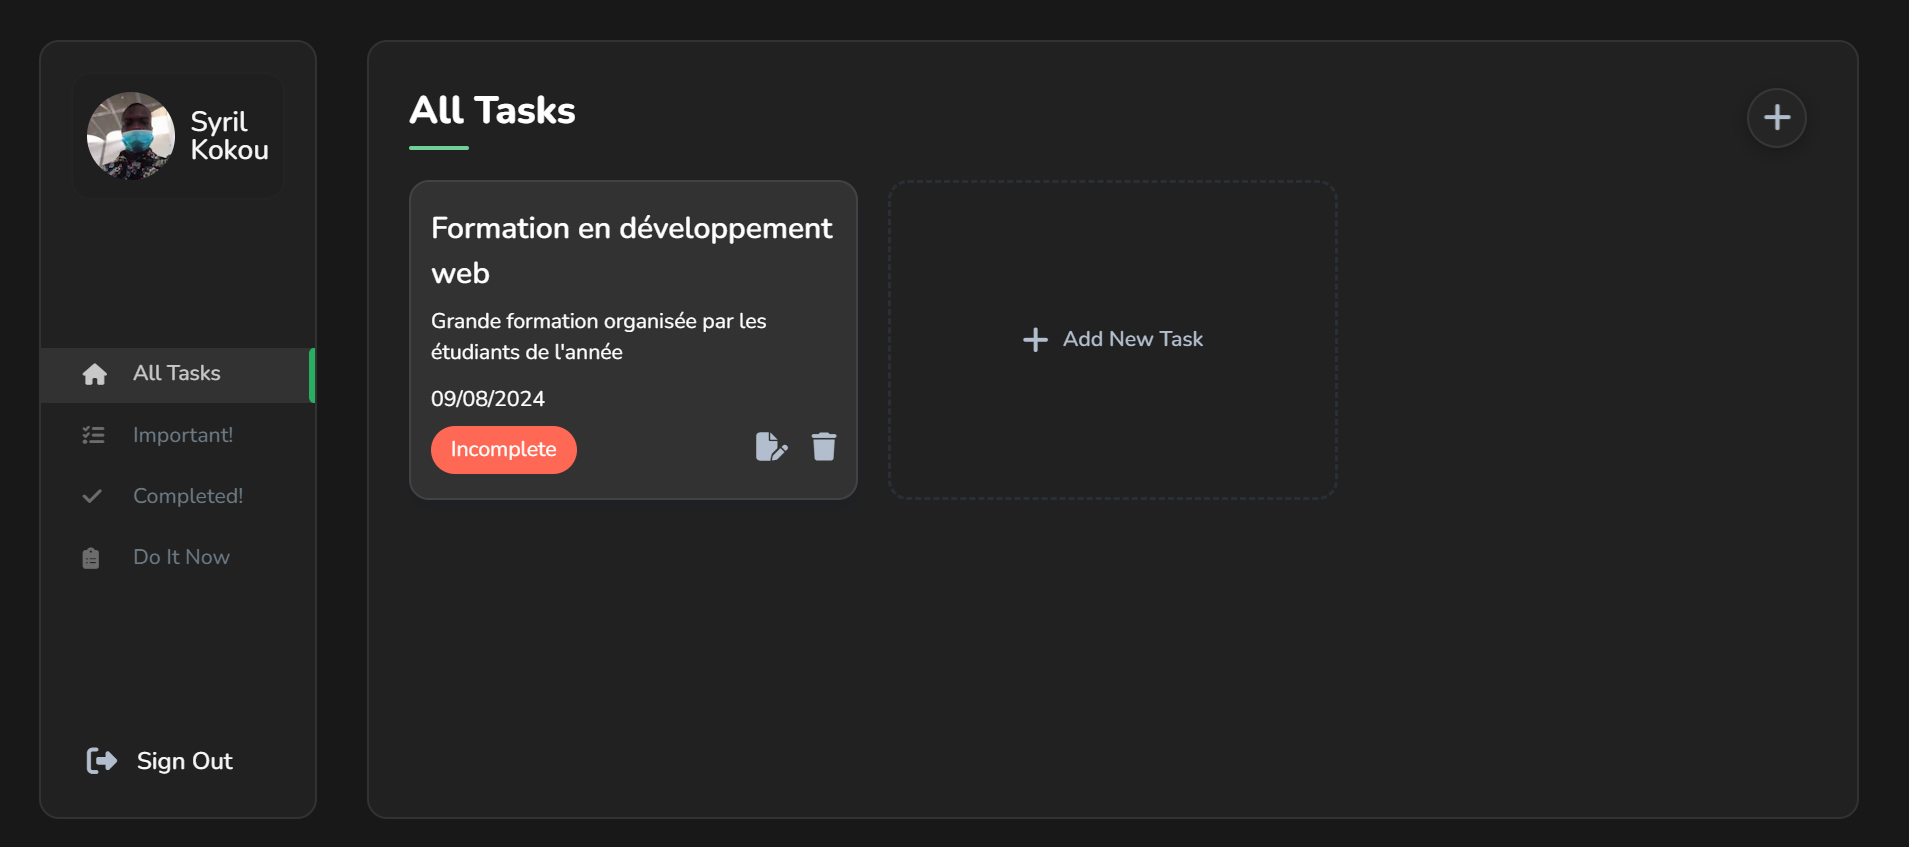 Syril
Kokou
All Tasks
Important!
Completed!
Do It Now
Sign Out
All Tasks
Formation en développement
web
Grande formation organisée par les
étudiants de l'année
09/08/2024
Incomplete
Add New Task